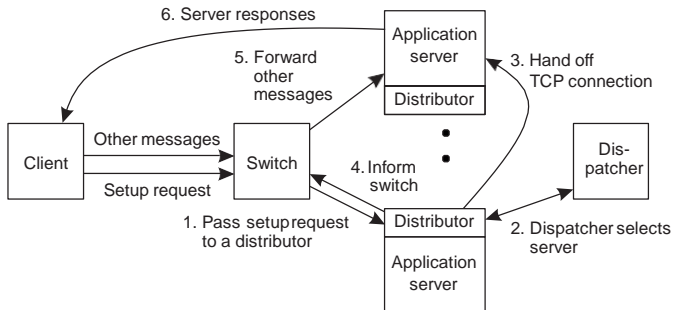 6. Server responses
Application
server
Distributor
5. Forward
other
messages
3. Hand off
TCP connection
Client
Other messages
Setup request
Switch
4. Inform
switch
Dis-
patcher
1. Pass setup request
to a distributor
Distributor
Application
server
2. Dispatcher selects
server